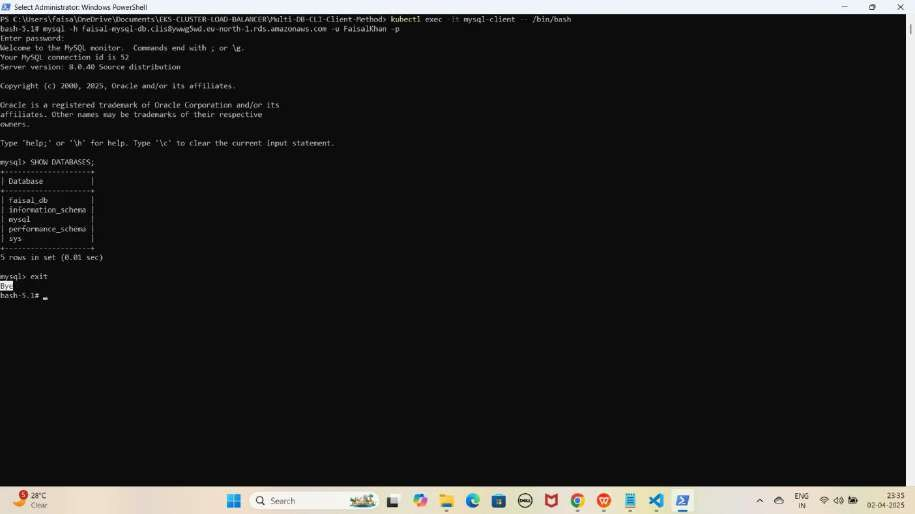 Select Administrator: Windows PowerShell
PS C:\Users\faisa\OneDrive\Documents\EKS-CLUSTER-LOAD-BALANCER\Multi-DB-CLI-Client-Method> kubectl exec -it mysql-client -- /bin/bash
bash-5.1# mysql -h faisal-mysql-db.clis8ywwg5wd.eu-north-1.rds.amazonaws.com -u FaisalKhan -p
Enter password:
Welcome to the MySQL monitor.  Commands end with ; or \g.
Your MySQL connection id is 52
Server version: 8.0.40 Source distribution
Copyright (c) 2000, 2025, Oracle and/or its affiliates.
Oracle is a registered trademark of Oracle Corporation and/or its
affiliates. Other names may be trademarks of their respective
owners.
Type 'help;' or '\h' for help. Type '\c' to clear the current input statement.
mysql> SHOW DATABASES;
+--------------------+
| Database           |
+--------------------+
| faisal_db          |
| information_schema |
| mysql              |
| performance_schema |
| sys                |
+--------------------+
5 rows in set (0.01 sec)
mysql> exit
Bye
bash-5.1#
5
28°C
Clear
Search
DELL
ENG
IN
23:35
02-04-2025